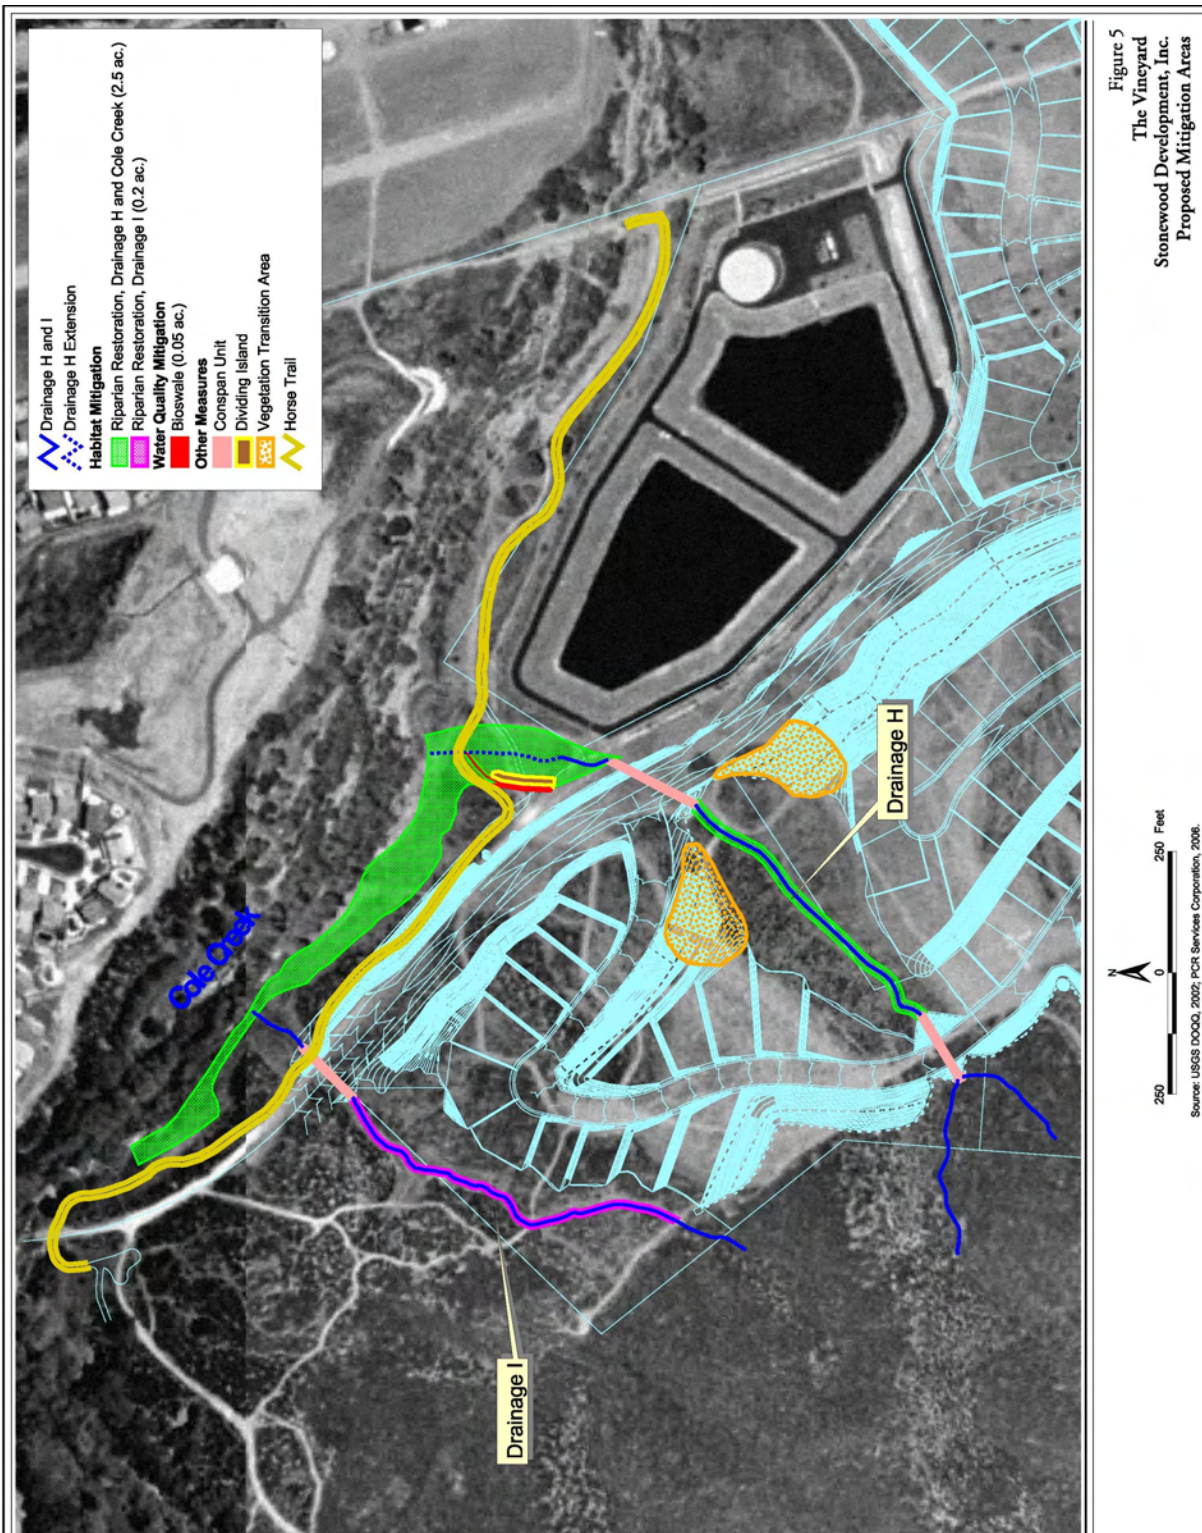 Drainage H and I
Drainage H Extension
Habitat Mitigation
Riparian Restoration, Drainage H and Cole Creek (2.5 ac.)
Riparian Restoration, Drainage I (0.2 ac.)
Water Quality Mitigation
Bioswale (0.05 ac.)
Other Measures
Conspan Unit
Dividing Island
Vegetation Transition Area
Horse Trail
Cole Creek
Drainage I
Drainage H
N
250 0 250 Feet
Source: USGS DOQQ, 2002; PCR Services Corporation, 2006.
Figure 5
The Vineyard
Stonewood Development, Inc.
Proposed Mitigation Areas